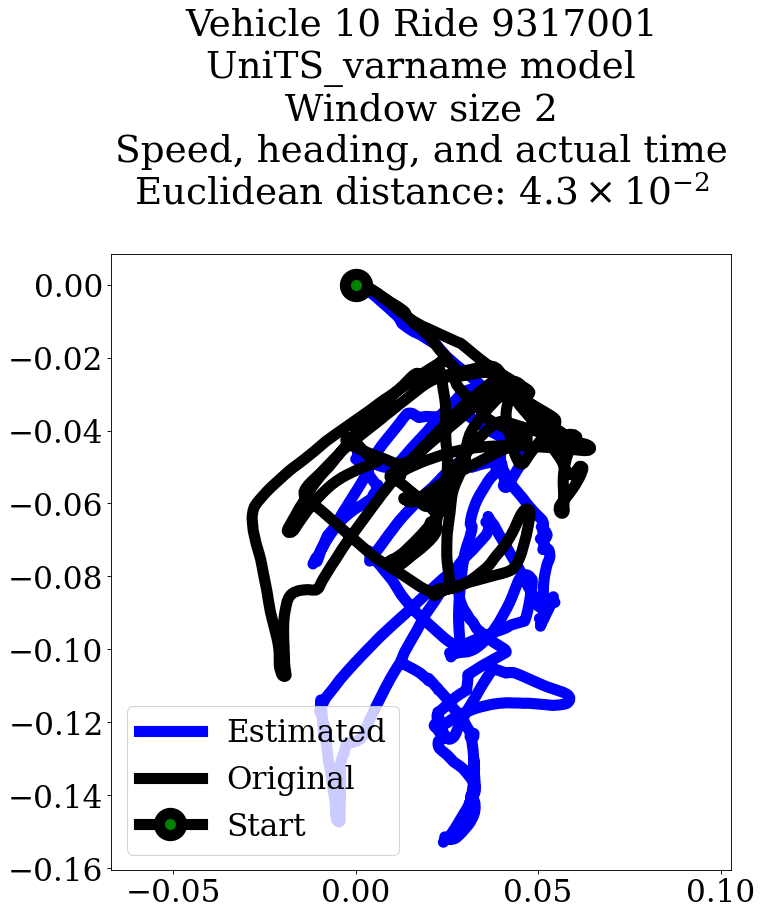 Vehicle 10 Ride 9317001
UniTS_varname model
Window size 2
Speed, heading, and actual time
Euclidean distance: 4.3 × 10⁻²
0.00
−0.02
−0.04
−0.06
−0.08
−0.10
−0.12
−0.14
−0.16
Estimated
Original
Start
−0.05
0.00
0.05
0.10